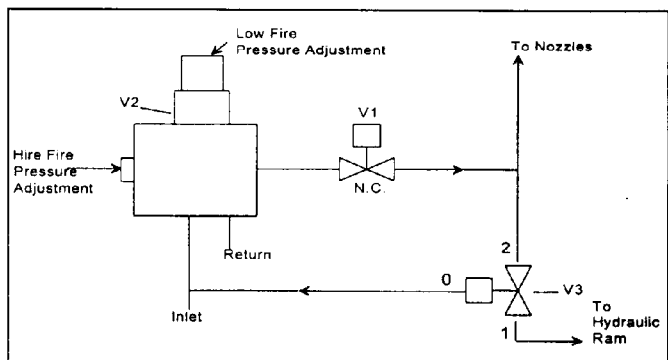 Low Fire
Pressure Adjustment
To Nozzles
V2
V1
Hire Fire
Pressure
Adjustment
N.C.
Return
2
0
V3
Inlet
1
To
Hydraulic
Ram